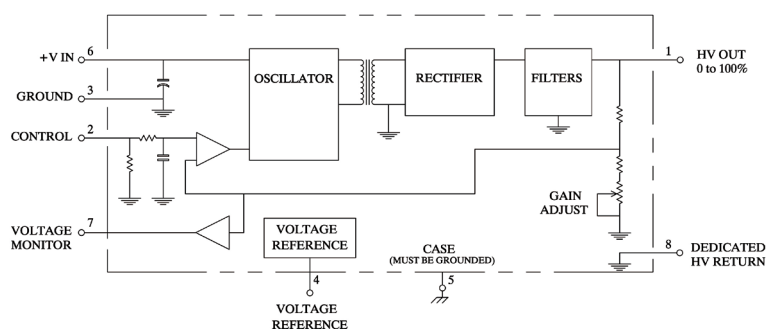 6
+V IN
3
GROUND
2
CONTROL
7
VOLTAGE
MONITOR
OSCILLATOR
RECTIFIER
FILTERS
1
HV OUT
0 to 100%
GAIN
ADJUST
8
DEDICATED
HV RETURN
VOLTAGE
REFERENCE
4
VOLTAGE
REFERENCE
CASE
(MUST BE GROUNDED)
5